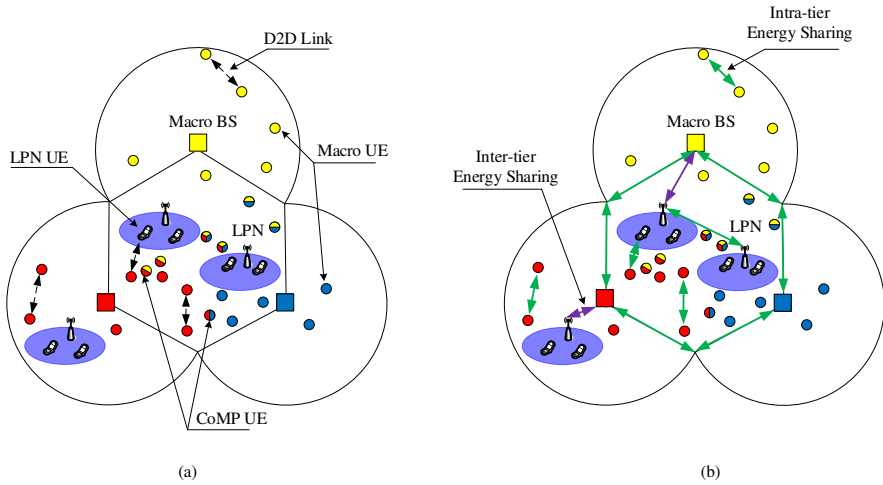 D2D Link
Macro BS
LPN UE
Macro UE
LPN
CoMP UE
(a)
Intra-tier
Energy Sharing
Macro BS
Inter-tier
Energy Sharing
LPN
(b)